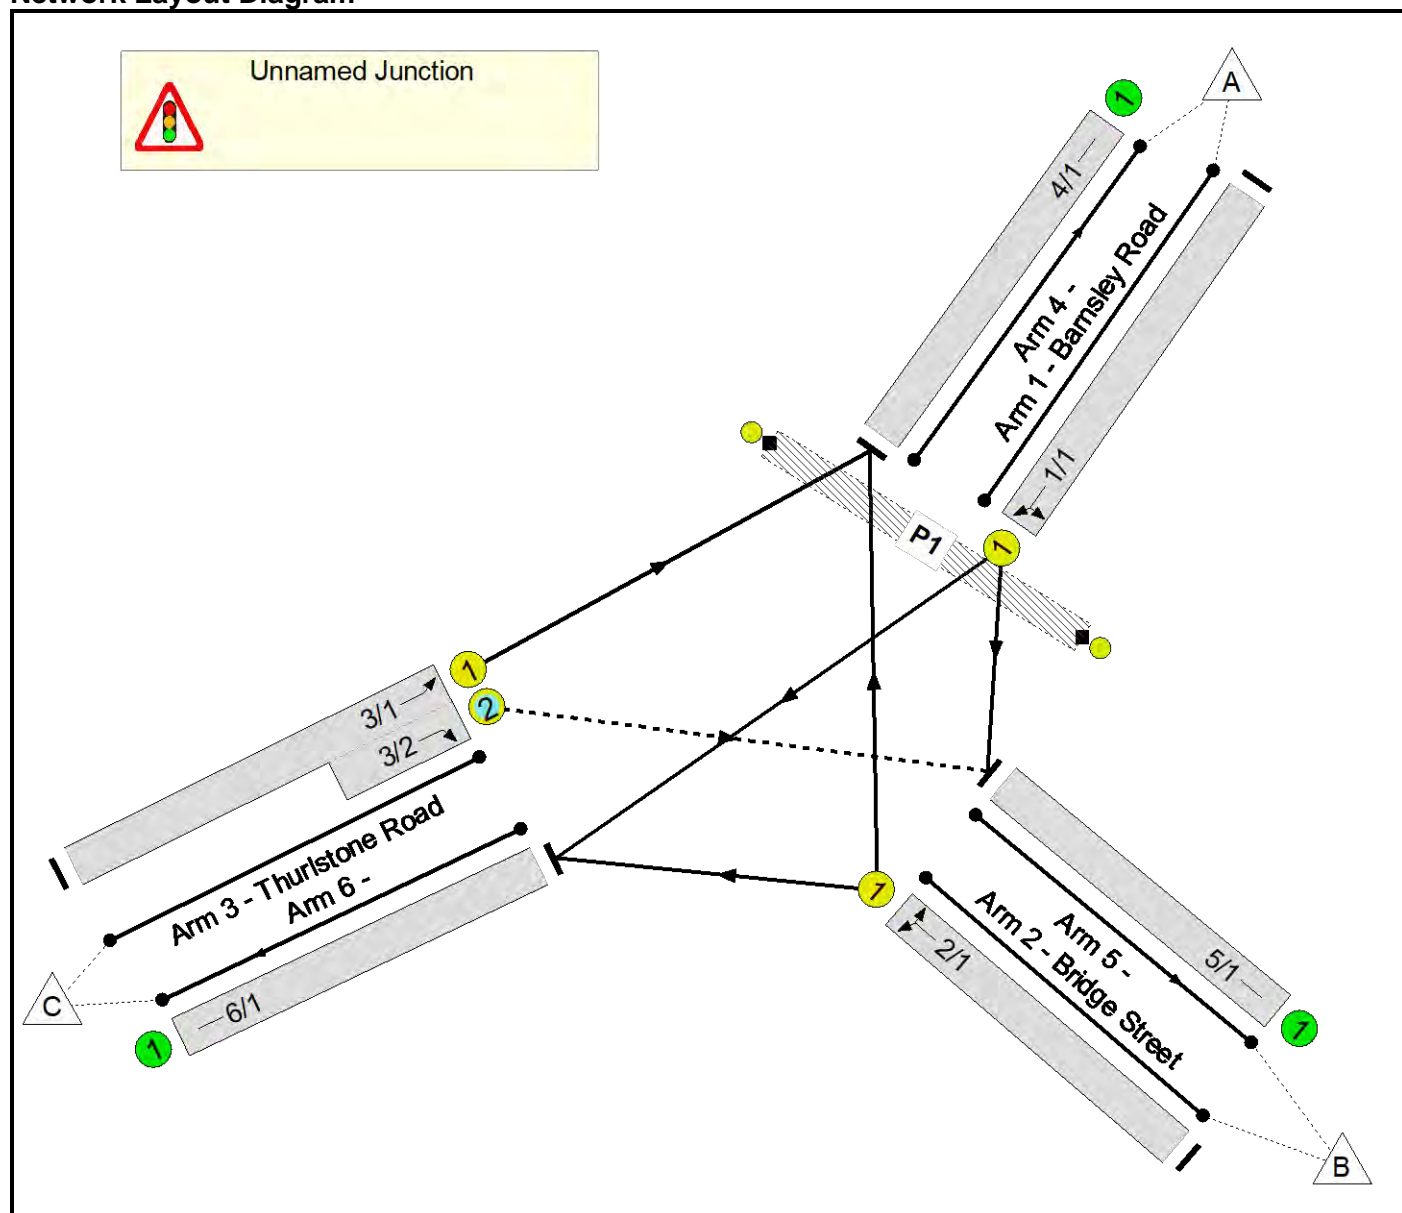 Network Layout Diagram
Unnamed Junction
A
1
4/1
Arm 4 -
Arm 1 - Barnsley Road
1/1
P1
1
1
2
3/1
3/2
Arm 3 - Thurlstone Road
Arm 6 -
6/1
C
1
1
2/1
Arm 5 -
Arm 2 - Bridge Street
5/1
1
B